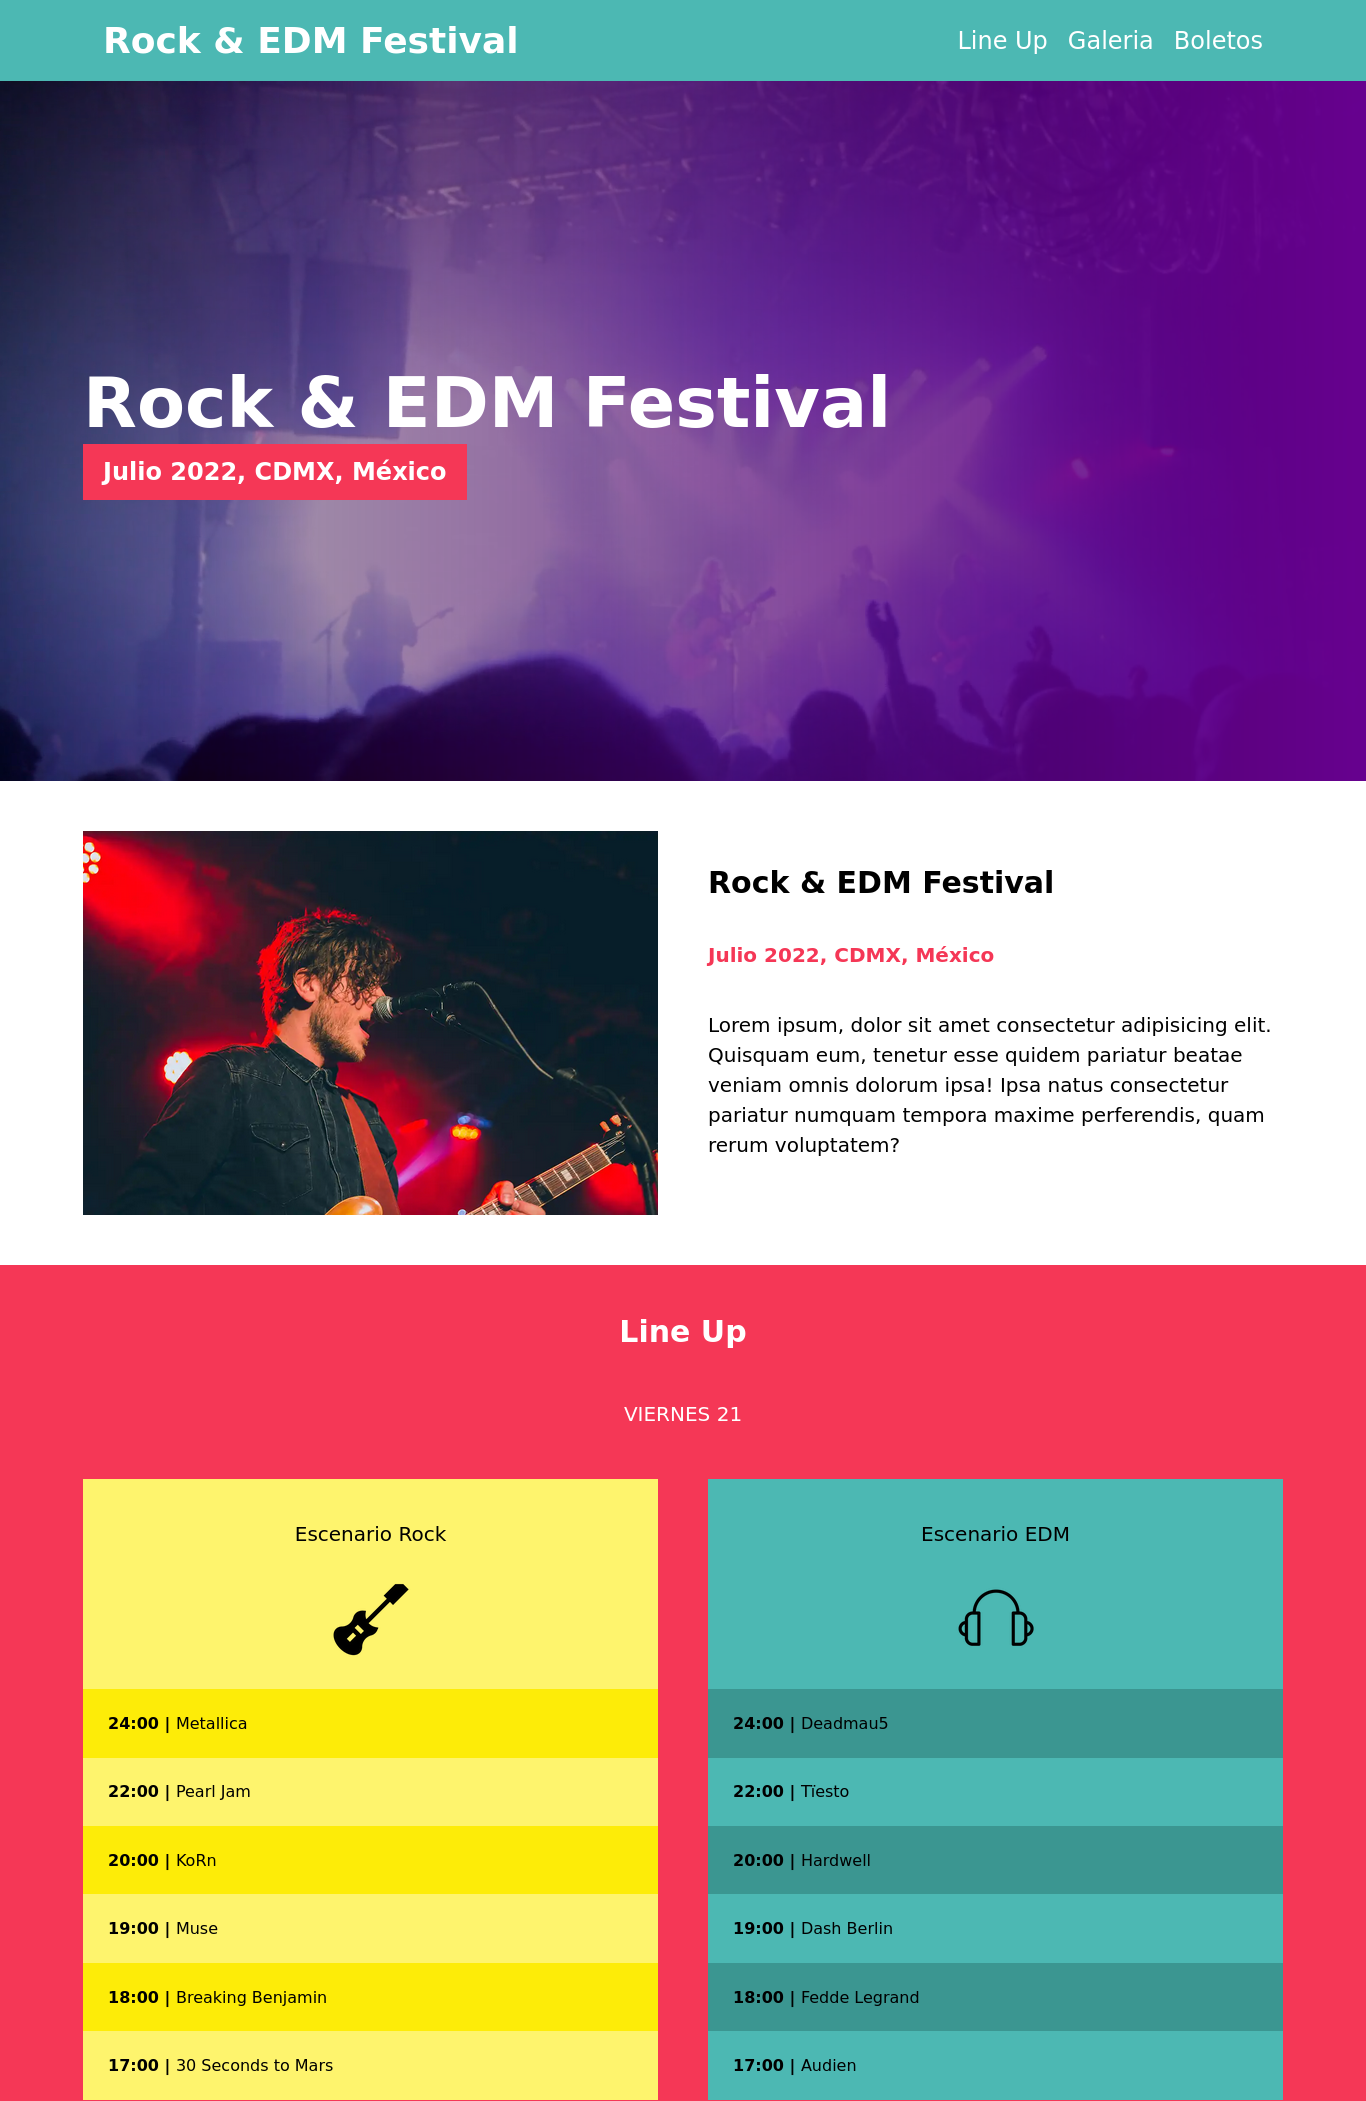 Rock & EDM Festival
Line Up Galeria Boletos
Rock & EDM Festival
Julio 2022, CDMX, México
Rock & EDM Festival
Julio 2022, CDMX, México
Lorem ipsum, dolor sit amet consectetur adipisicing elit.
Quisquam eum, tenetur esse quidem pariatur beatae
veniam omnis dolorum ipsa! Ipsa natus consectetur
pariatur numquam tempora maxime perferendis, quam
rerum voluptatem?
Line Up
VIERNES 21
Escenario Rock
24:00 | Metallica
22:00 | Pearl Jam
20:00 | KoRn
19:00 | Muse
18:00 | Breaking Benjamin
17:00 | 30 Seconds to Mars
Escenario EDM
24:00 | Deadmau5
22:00 | Tïesto
20:00 | Hardwell
19:00 | Dash Berlin
18:00 | Fedde Legrand
17:00 | Audien